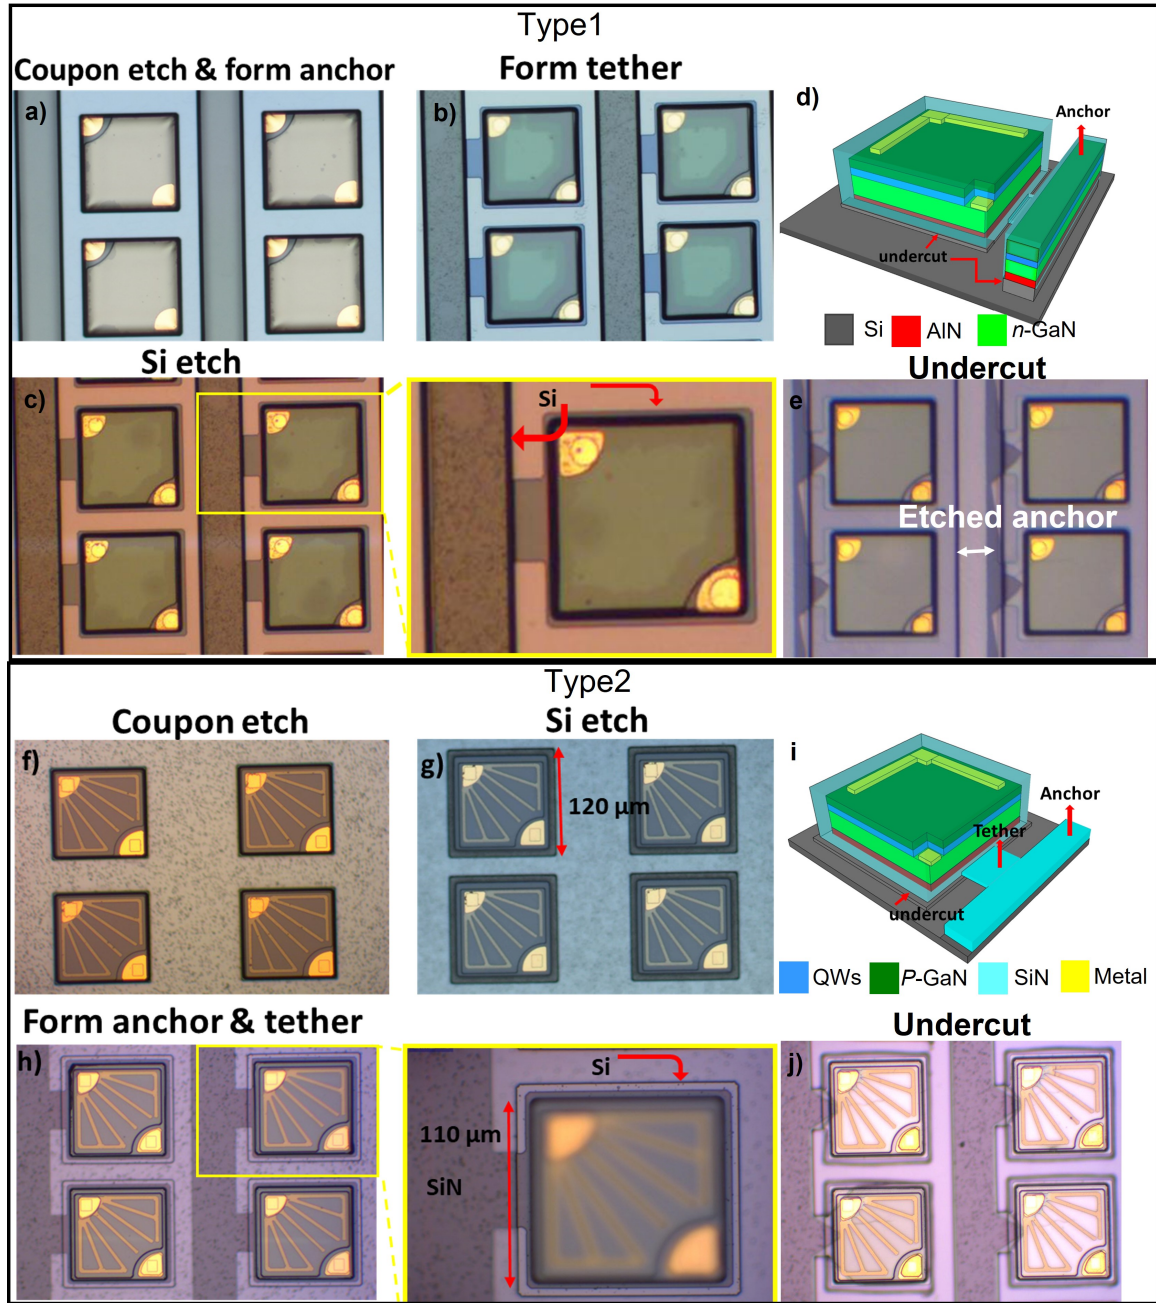 Type1
Coupon etch & form anchor
Form tether
a)
b)
d)
Anchor
undercut
Si
AlN
n-GaN
Si etch
Undercut
c)
Si
e
Etched anchor
Type2
Coupon etch
Si etch
f)
g)
120 μm
i
Anchor
Tether
undercut
QWs
P-GaN
SiN
Metal
Form anchor & tether
Undercut
h)
Si
110 μm
SiN
j)